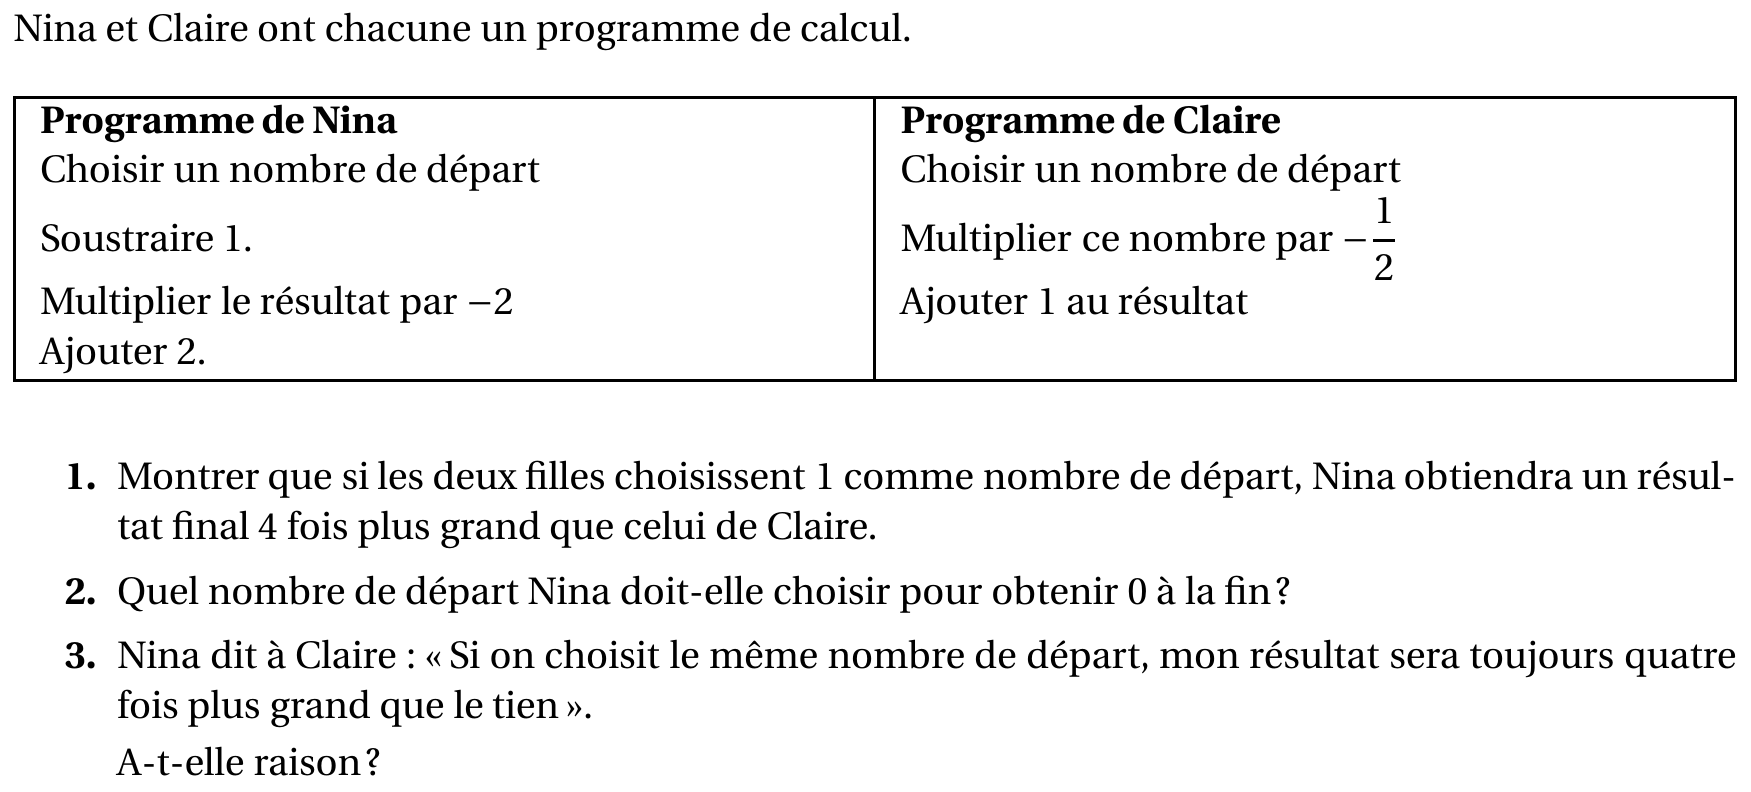 Nina et Claire ont chacune un programme de calcul.
Programme de Nina
Choisir un nombre de départ
Soustraire 1.
Multiplier le résultat par −2
Ajouter 2.
Programme de Claire
Choisir un nombre de départ
Multiplier ce nombre par −1/2
Ajouter 1 au résultat
1. Montrer que si les deux filles choisissent 1 comme nombre de départ, Nina obtiendra un résul-
tat final 4 fois plus grand que celui de Claire.
2. Quel nombre de départ Nina doit-elle choisir pour obtenir 0 à la fin ?
3. Nina dit à Claire : « Si on choisit le même nombre de départ, mon résultat sera toujours quatre
fois plus grand que le tien ».
A-t-elle raison ?